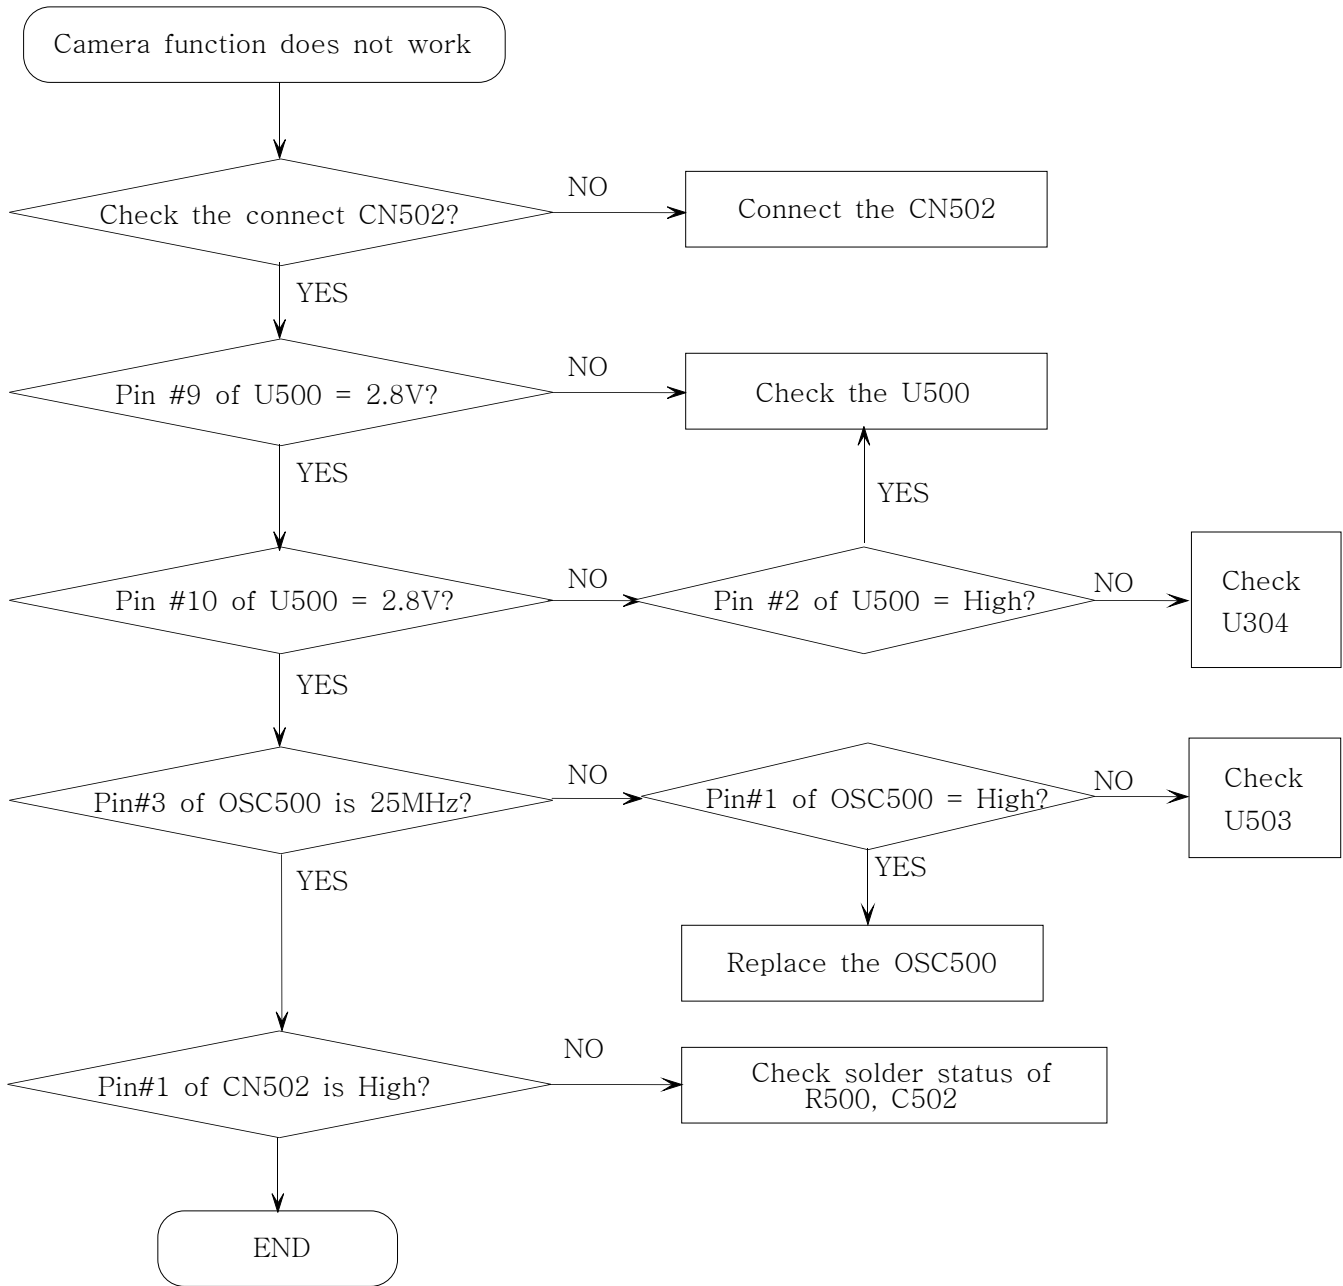 Camera function does not work
Check the connect CN502?
NO
Connect the CN502
YES
Pin #9 of U500 = 2.8V?
NO
Check the U500
YES
YES
Pin #10 of U500 = 2.8V?
NO
Pin #2 of U500 = High?
NO
Check
U304
YES
Pin#3 of OSC500 is 25MHz?
NO
Pin#1 of OSC500 = High?
NO
Check
U503
YES
YES
Replace the OSC500
Pin#1 of CN502 is High?
NO
Check solder status of
R500, C502
END